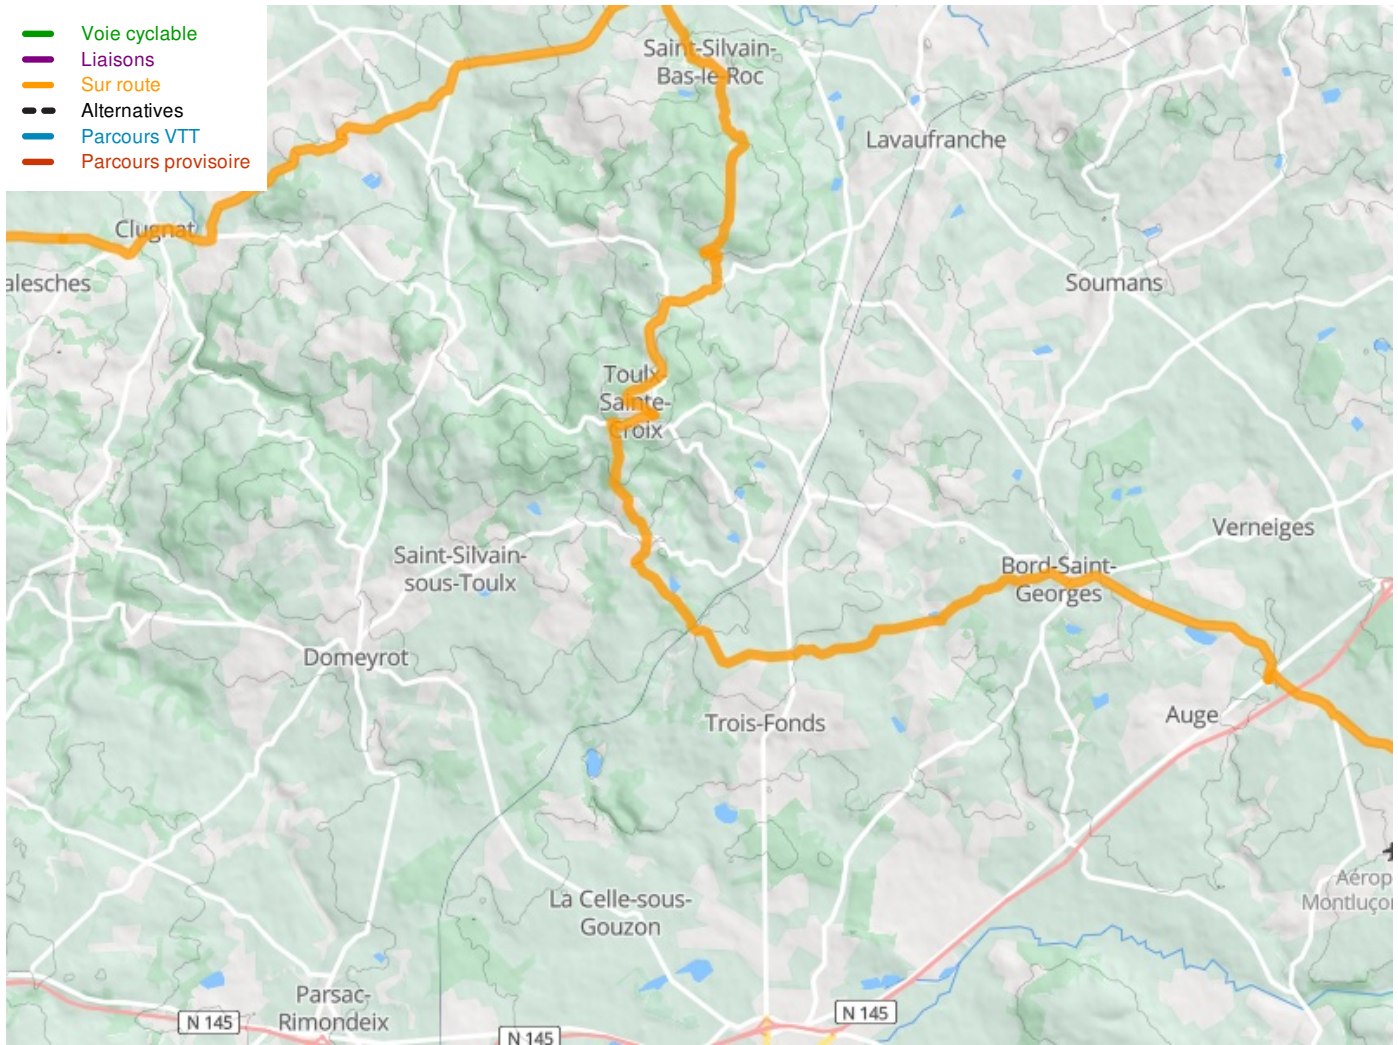 Voie cyclable
Liaisons
Sur route
Alternatives
Parcours VTT
Parcours provisoire
Saint-Silvain-
Bas-le-Roc
Lavaufranche
Clugnat
alesches
Soumans
Toulx-
Sainte-
Croix
Verneiges
Saint-Silvain-
sous-Toulx
Bord-Saint-
Georges
Domeyrot
Trois-Fonds
Auge
Aérop
Montluçon
La Celle-sous-
Gouzon
Parsac-
Rimondeix
N 145
N 145
N 145